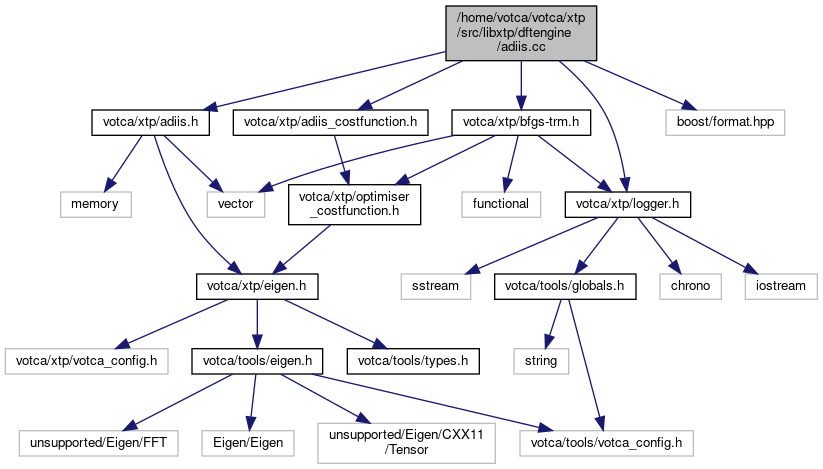 /home/votca/votca/xtp
/src/libxtp/dftengine
/adiis.cc
votca/xtp/adiis.h
votca/xtp/adiis_costfunction.h
votca/xtp/bfgs-trm.h
boost/format.hpp
memory
vector
votca/xtp/optimiser
_costfunction.h
functional
votca/xtp/logger.h
votca/xtp/eigen.h
sstream
votca/tools/globals.h
chrono
iostream
votca/xtp/votca_config.h
votca/tools/eigen.h
votca/tools/types.h
string
unsupported/Eigen/FFT
Eigen/Eigen
unsupported/Eigen/CXX11
/Tensor
votca/tools/votca_config.h